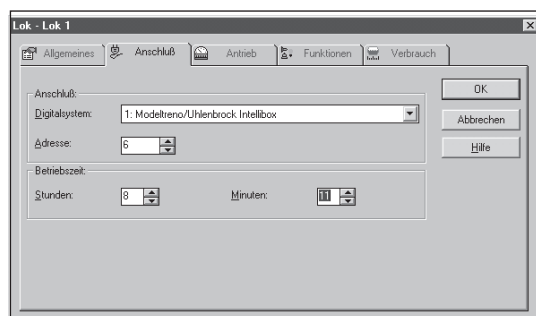 Lok - Lok 1
Allgemeines Anschluß Antrieb Funktionen Verbrauch
Anschluß:
Digitalsystem: 1: Modeltreno/Uhlenbrock Intellibox
Adresse: 6
Betriebszeit:
Stunden: 8 Minuten: 11
OK
Abbrechen
Hilfe